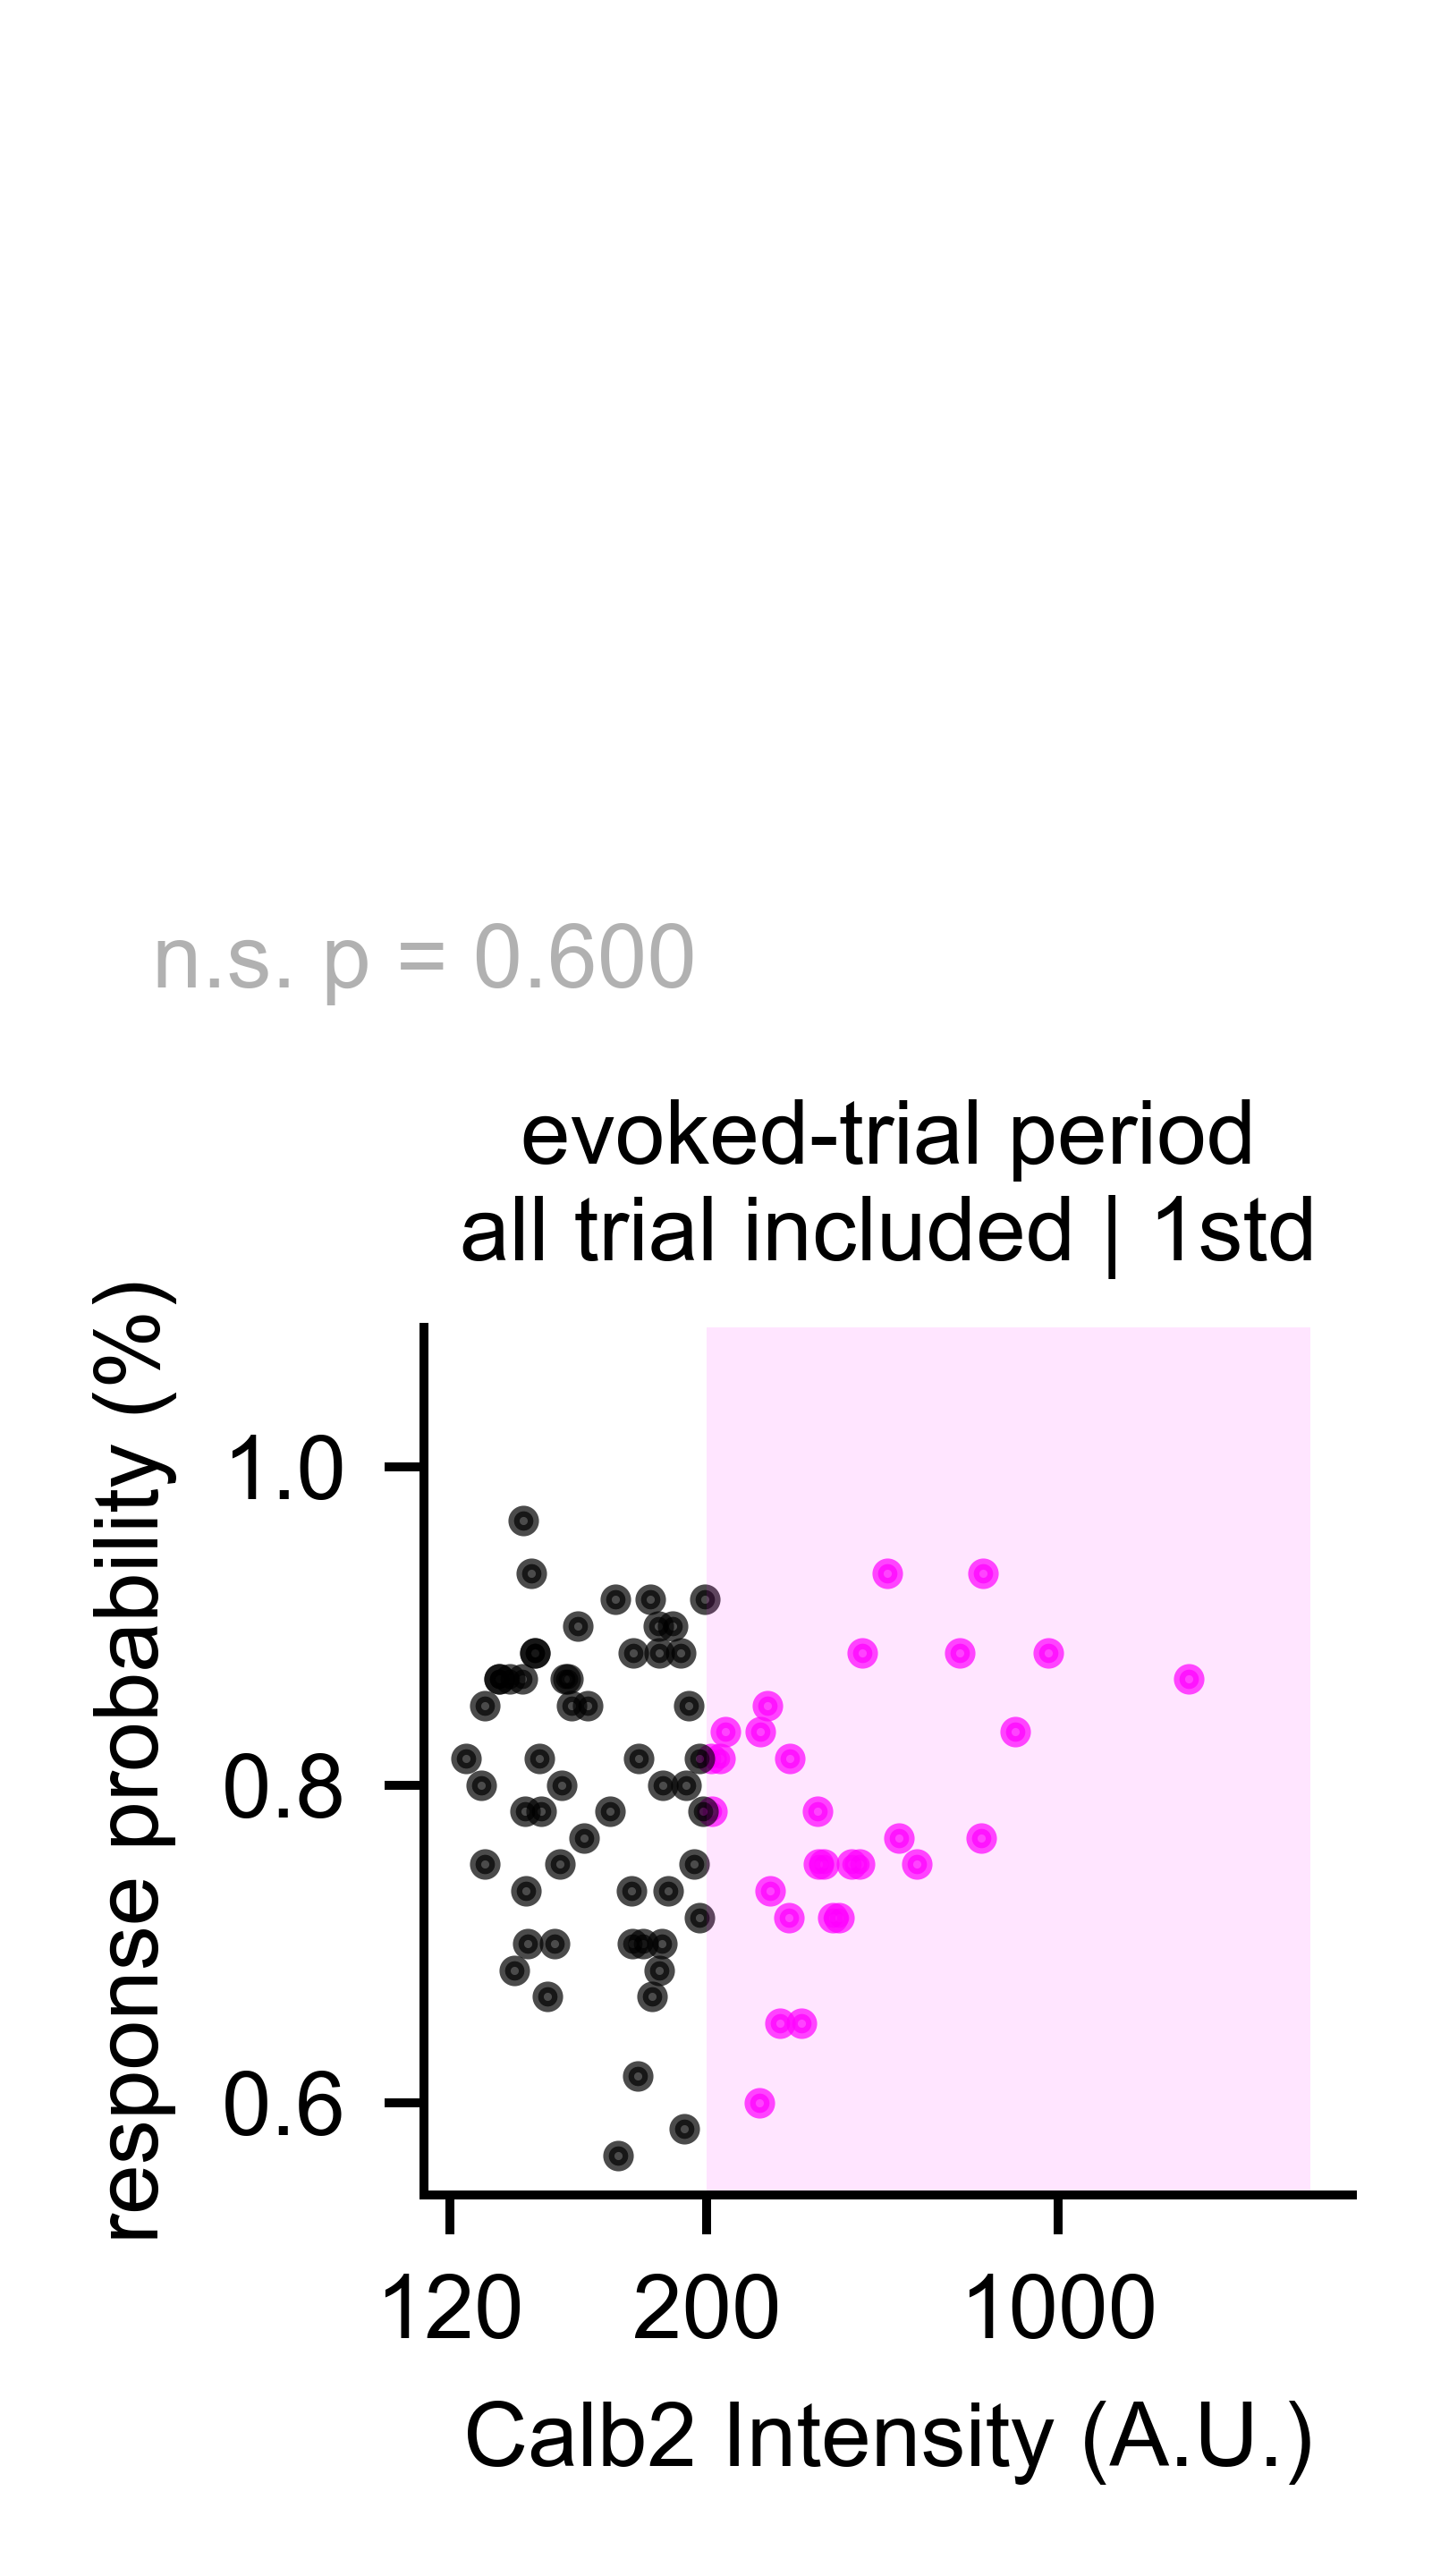 n.s. p = 0.600
evoked-trial period
all trial included | 1std
response probability (%)
1.0
0.8
0.6
120 200 1000
Calb2 Intensity (A.U.)